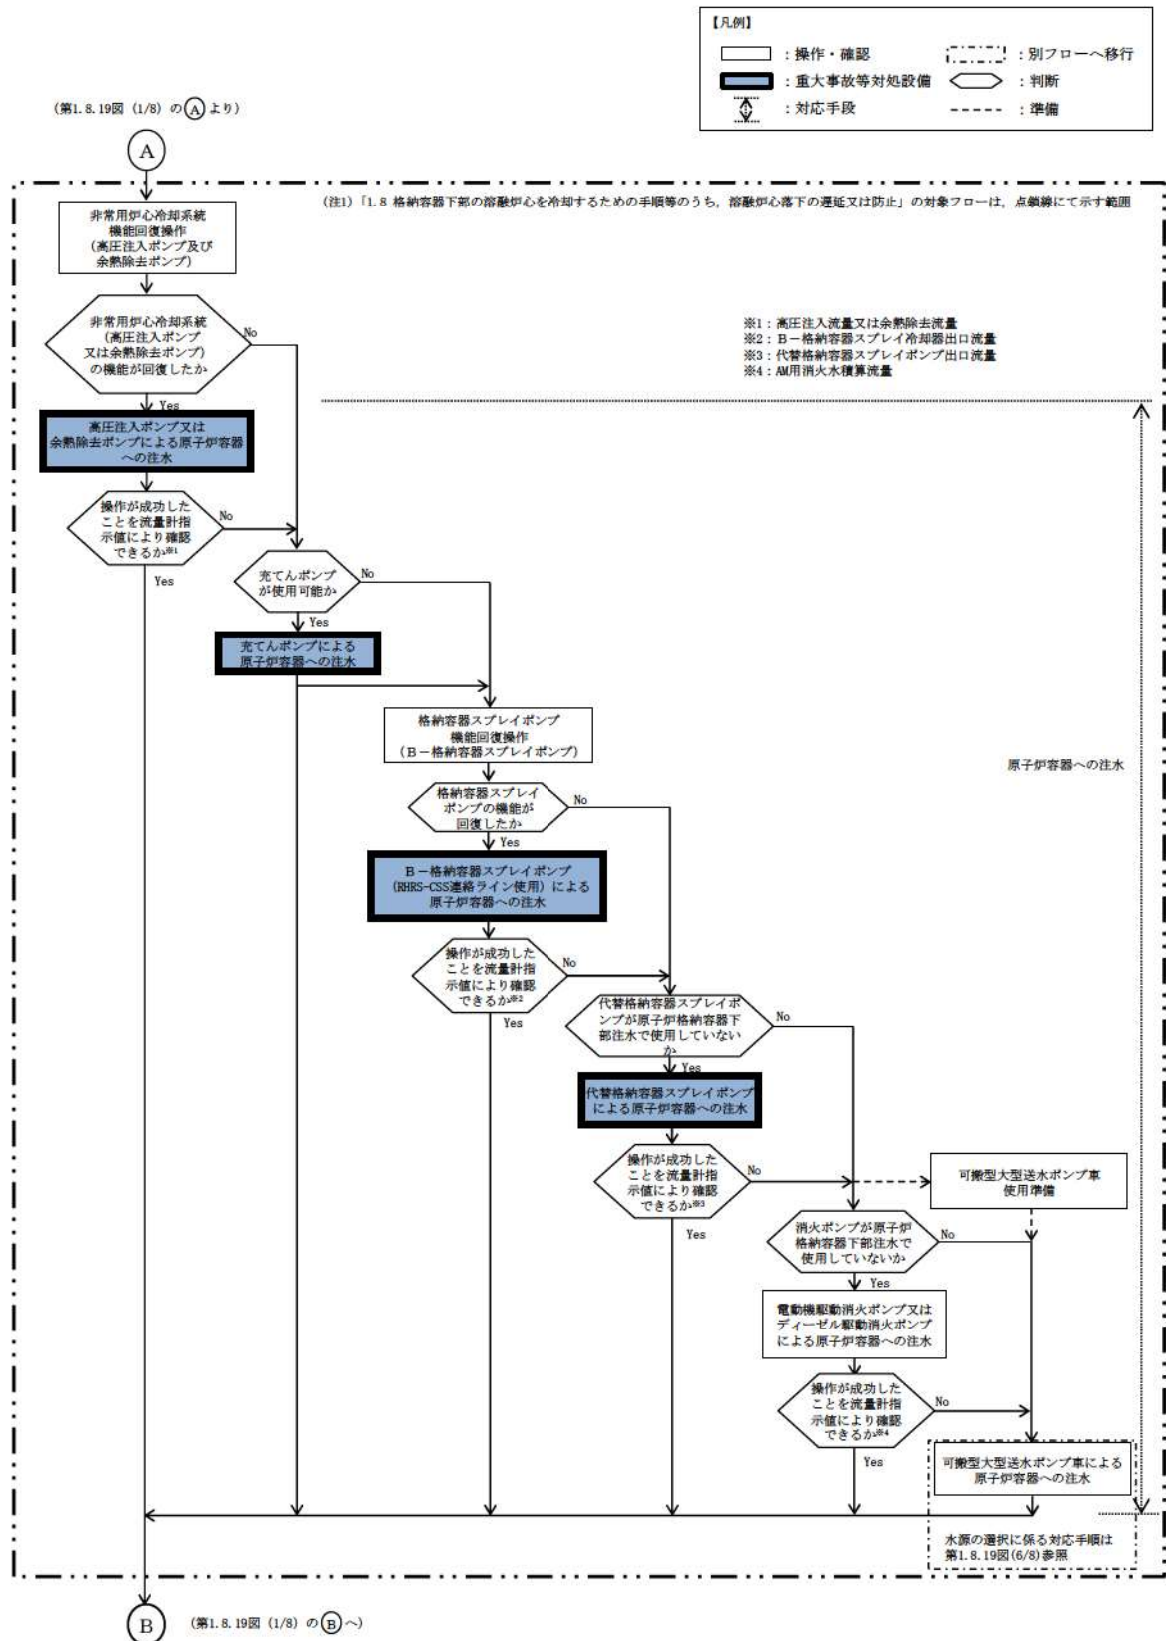 【凡例】
：操作・確認
：別フローへ移行
：重大事故等対処設備
：判断
：対応手段
：準備
(第1.8.19図 (1/8) の Ⓐ より)
A
(注1)「1.8 格納容器下部の溶融炉心を冷却するための手順等のうち，溶融炉心落下の遅延又は防止」の対象フローは，点鎖線にて示す範囲
非常用炉心冷却系統
機能回復操作
(高圧注入ポンプ及び
余熱除去ポンプ)
非常用炉心冷却系統
(高圧注入ポンプ
又は余熱除去ポンプ)
の機能が回復したか
No
Yes
※1：高圧注入流量又は余熱除去流量
※2：B－格納容器スプレイ冷却器出口流量
※3：代替格納容器スプレイポンプ出口流量
※4：AM用消火水積算流量
高圧注入ポンプ又は
余熱除去ポンプによる原子炉容器
への注水
操作が成功した
ことを流量計指
示値により確認
できるか※1
No
Yes
充てんポンプ
が使用可能か
No
Yes
充てんポンプによる
原子炉容器への注水
格納容器スプレイポンプ
機能回復操作
(B－格納容器スプレイポンプ)
原子炉容器への注水
格納容器スプレイ
ポンプの機能が
回復したか
No
Yes
B－格納容器スプレイポンプ
(RHRS-CSS連絡ライン使用) による
原子炉容器への注水
操作が成功した
ことを流量計指
示値により確認
できるか※2
No
Yes
代替格納容器スプレイポ
ンプが原子炉格納容器下
部注水で使用していない
か
No
Yes
代替格納容器スプレイポンプ
による原子炉容器への注水
操作が成功した
ことを流量計指
示値により確認
できるか※3
No
Yes
可搬型大型送水ポンプ車
使用準備
消火ポンプが原子炉
格納容器下部注水で
使用していないか
No
Yes
電動機駆動消火ポンプ又は
ディーゼル駆動消火ポンプ
による原子炉容器への注水
操作が成功した
ことを流量計指
示値により確認
できるか※4
No
Yes
可搬型大型送水ポンプ車による
原子炉容器への注水
水源の選択に係る対応手順は
第1.8.19図(6/8)参照
B
(第1.8.19図 (1/8) の Ⓑ へ)